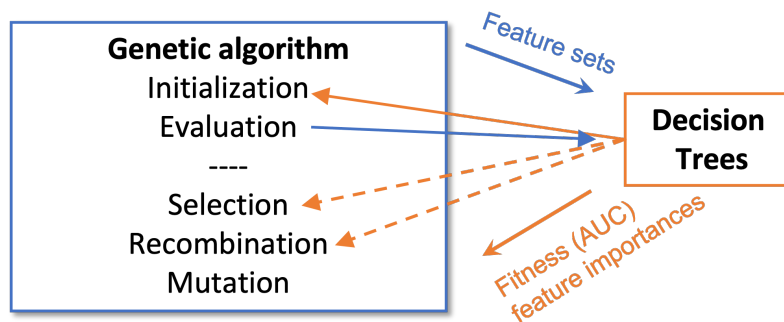 Genetic algorithm
Initialization
Evaluation
----
Selection
Recombination
Mutation
Feature sets
Decision
Trees
Fitness (AUC)
feature importances